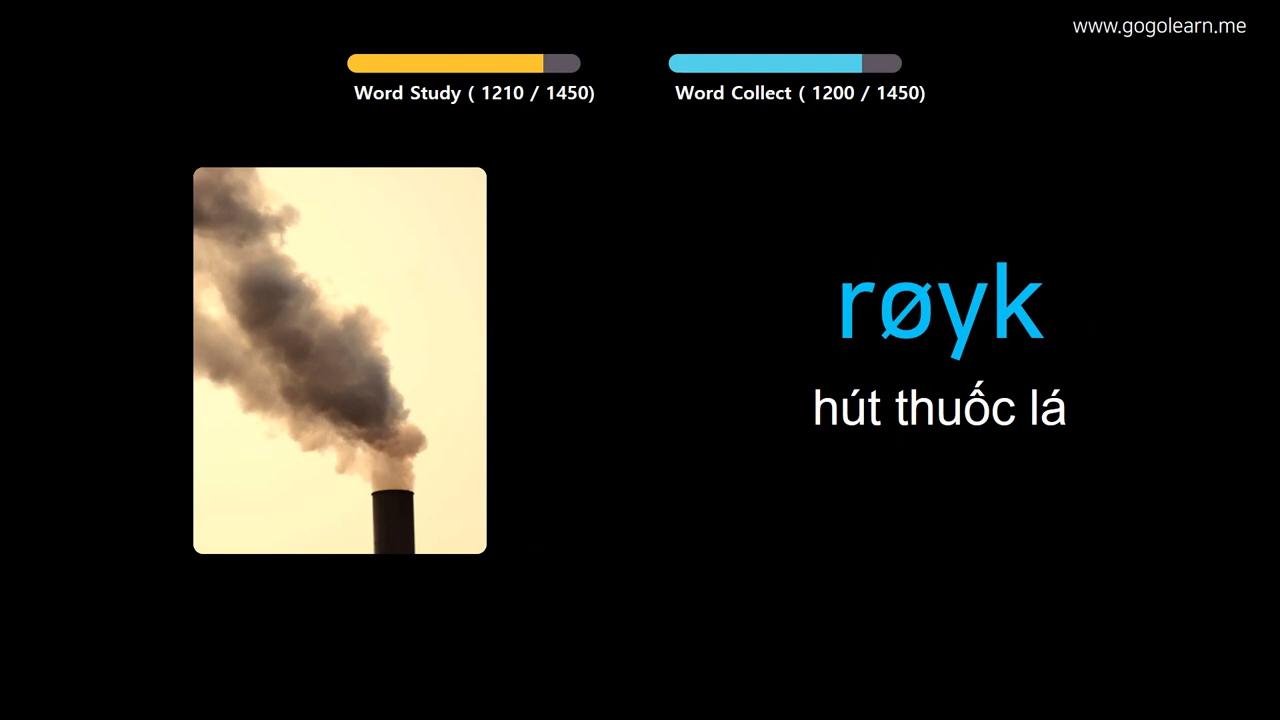 www.gogolearn.me
Word Study ( 1210 / 1450)
Word Collect ( 1200 / 1450)
røyk
hút thuốc lá